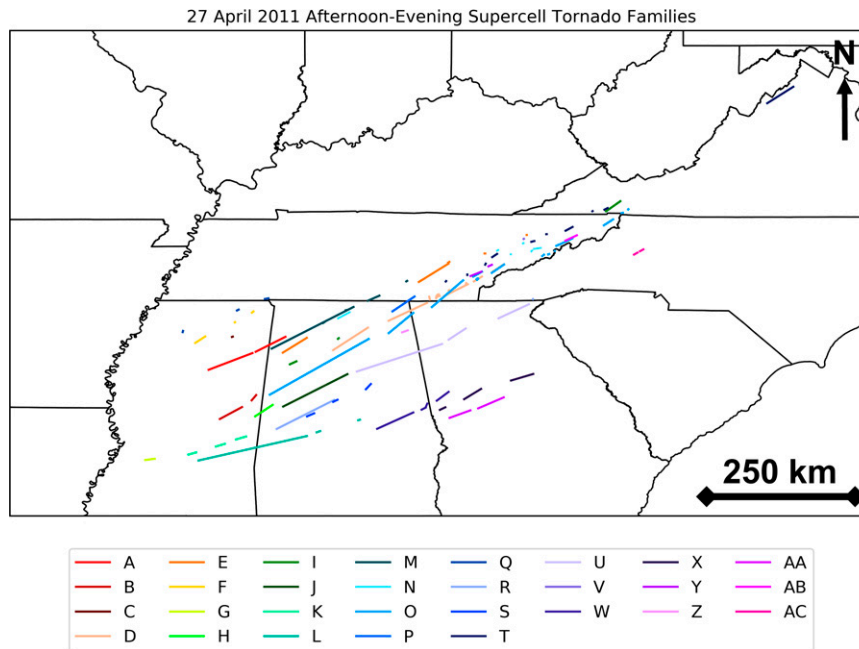 27 April 2011 Afternoon-Evening Supercell Tornado Families
N
250 km
A E I M Q U X AA
B F J N R V Y AB
C G K O S W Z AC
D H L P T